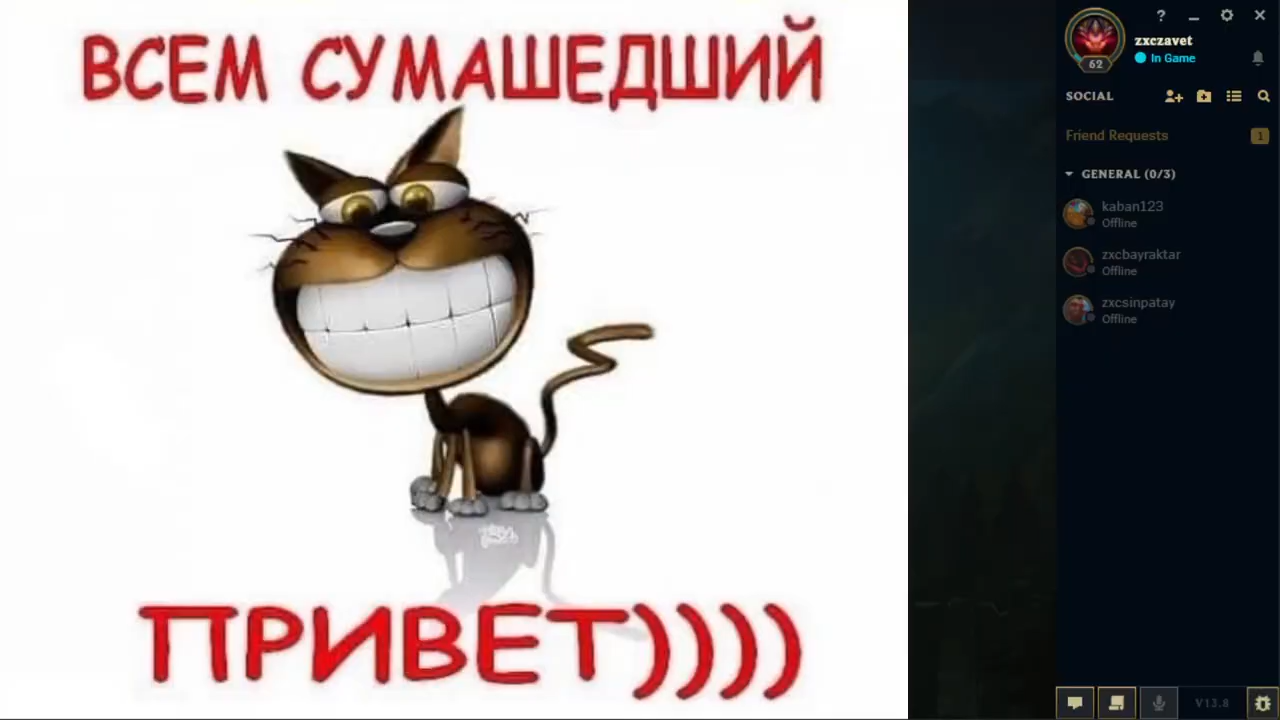 ВСЕМ СУМАШЕДШИЙ
ПРИВЕТ))))
?
zxczavet
62
In Game
SOCIAL
Friend Requests
1
GENERAL (0/3)
kaban123
Offline
zxcbayraktar
Offline
zxcsinpatay
Offline
V13.8